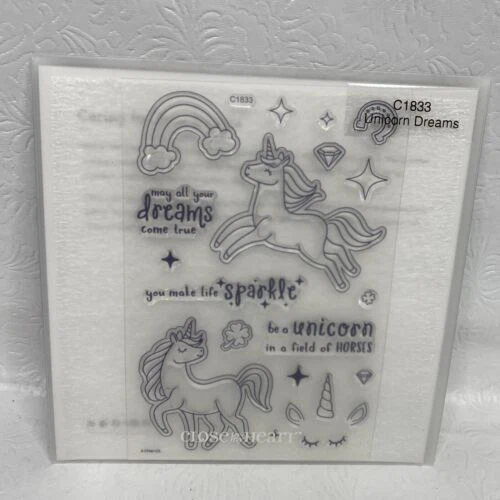 C1833
C1833
Unicorn Dreams
may all your
dreams
come true
you make life sparkle
be a unicorn
in a field of HORSES
CLOSE TO MY HEART